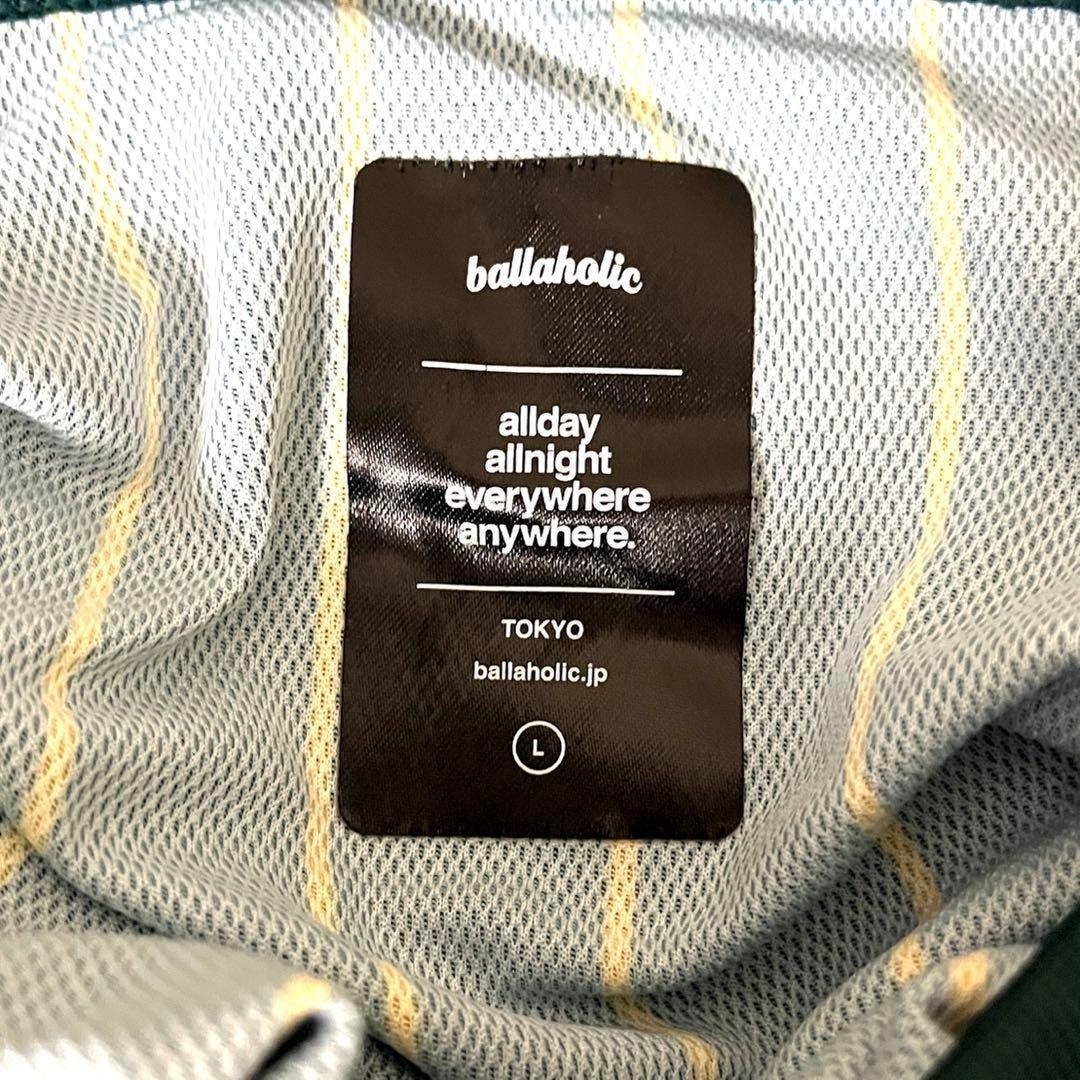 ballaholic
allday
allnight
everywhere
anywhere.
TOKYO
ballaholic.jp
L